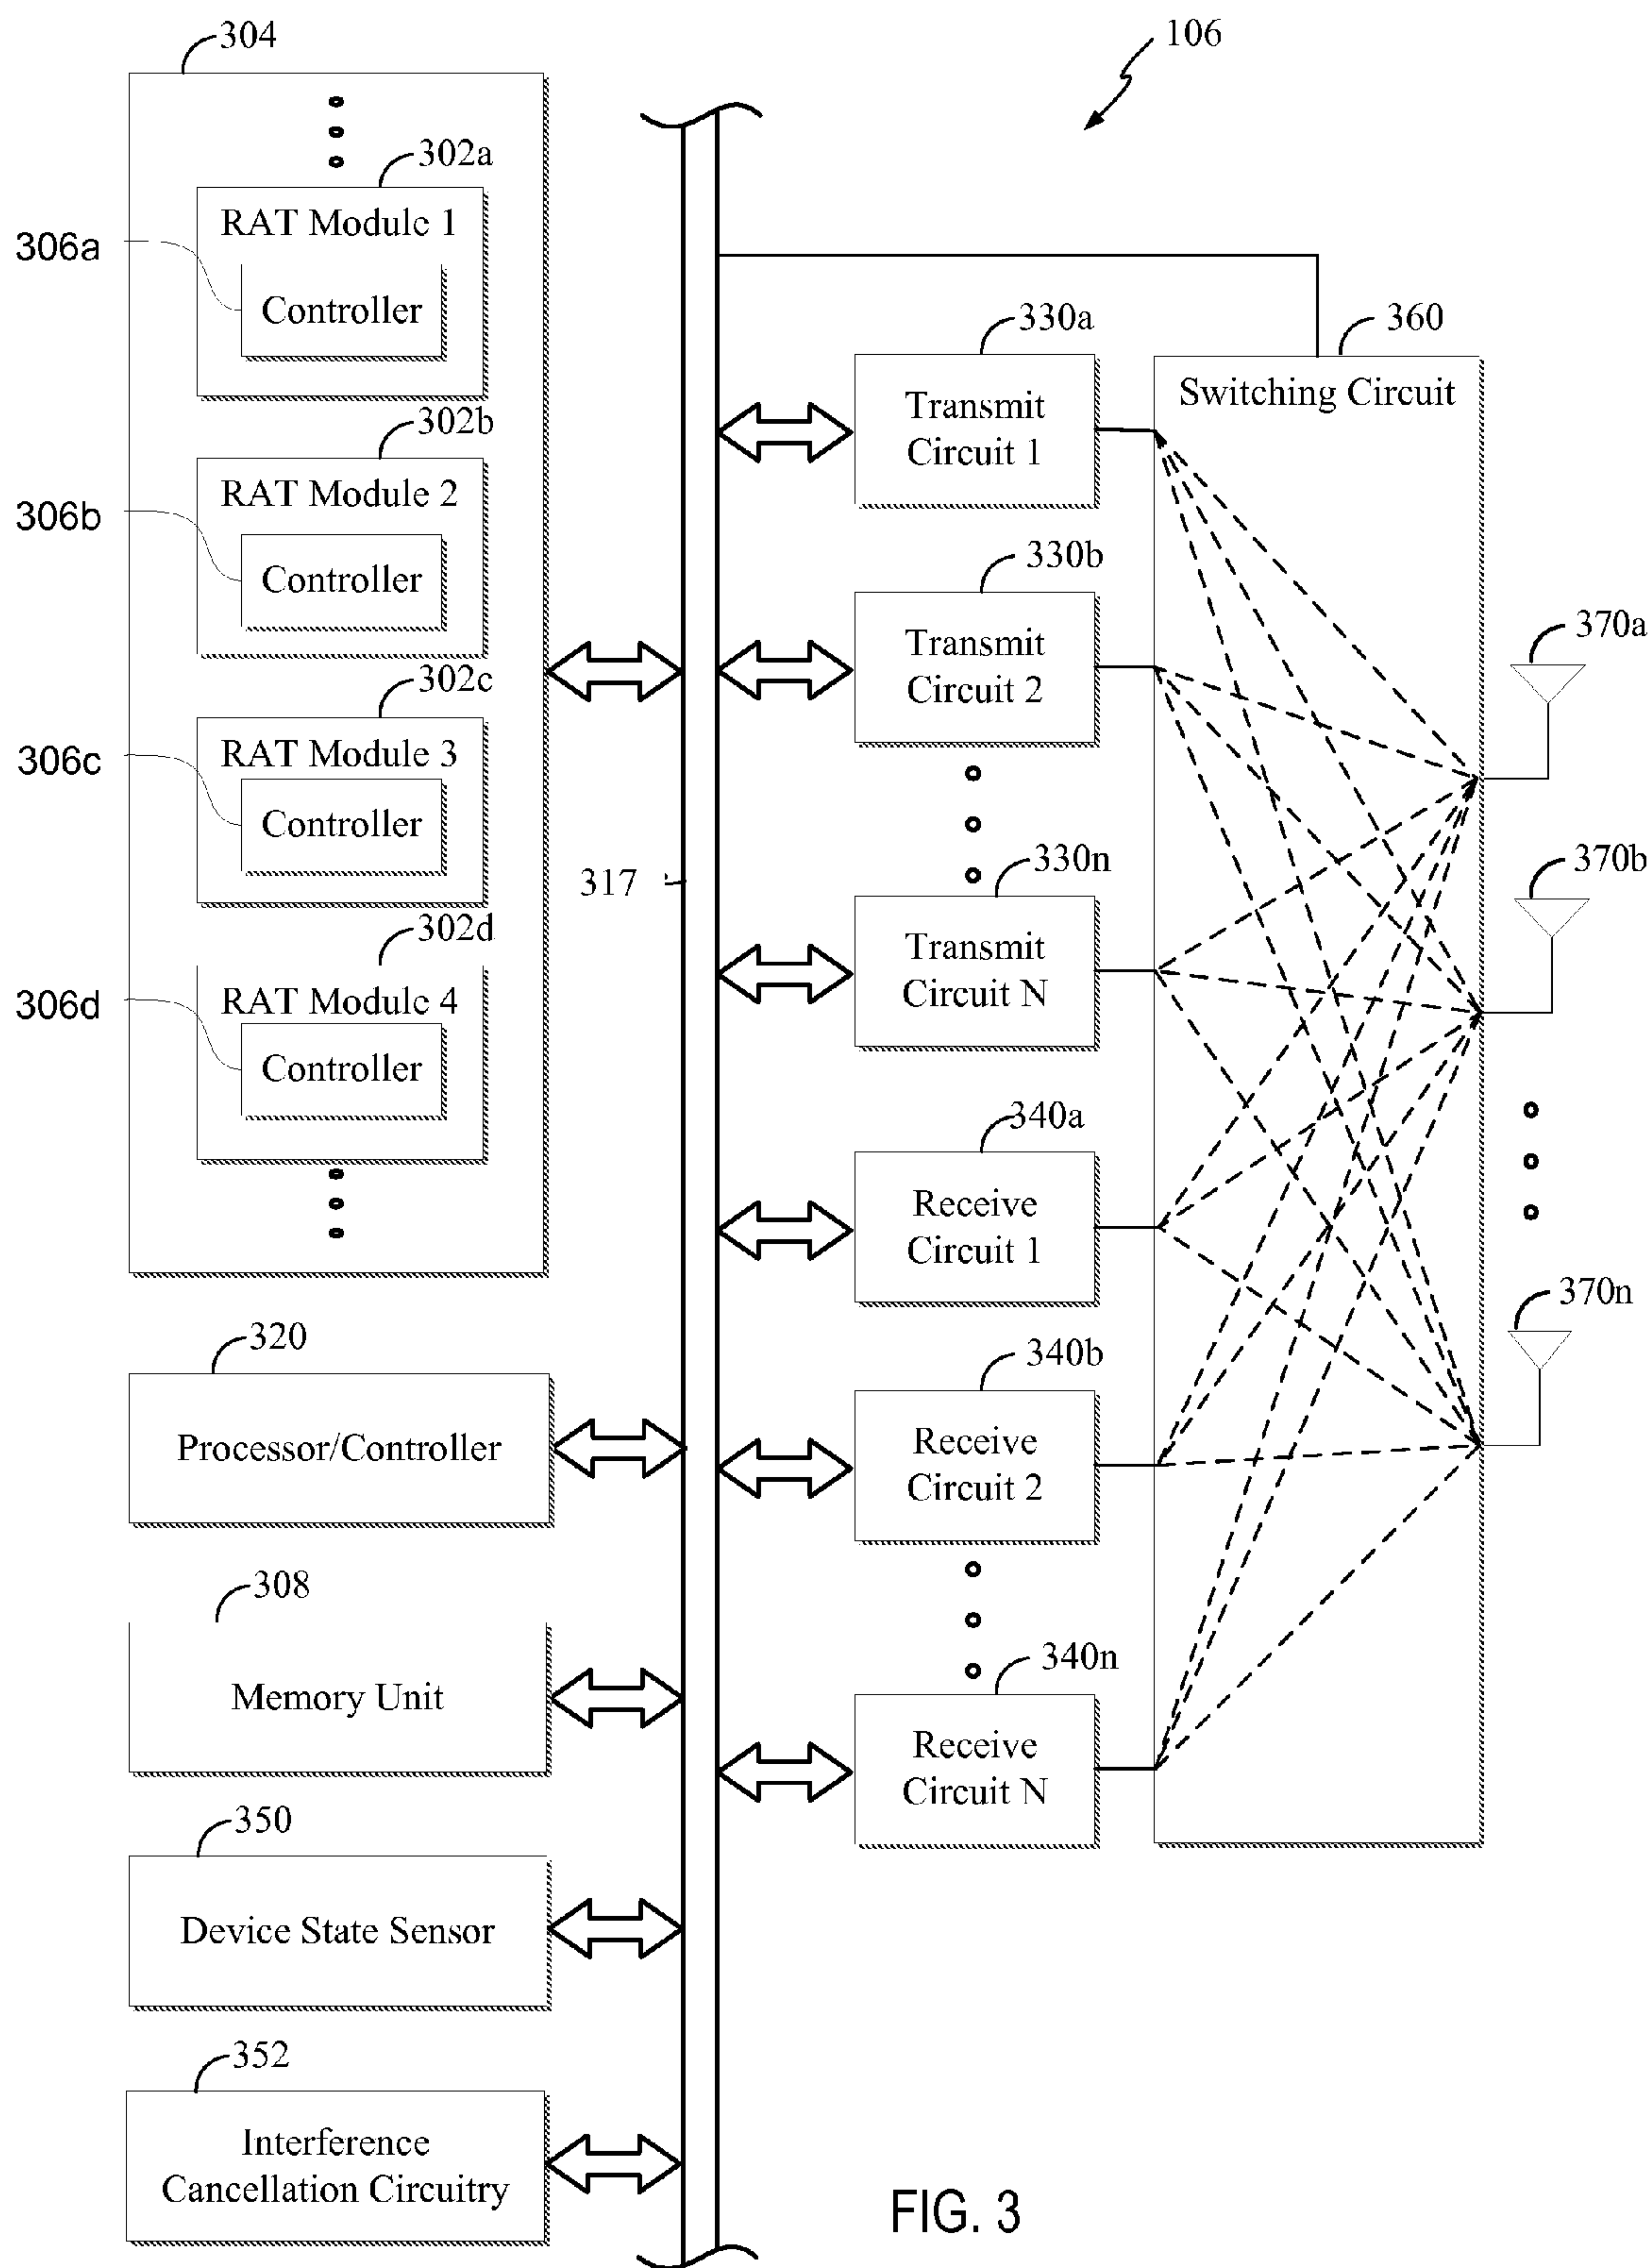 304
106
302a
RAT Module 1
306a
Controller
302b
RAT Module 2
306b
Controller
302c
RAT Module 3
306c
Controller
302d
RAT Module 4
306d
Controller
320
Processor/Controller
308
Memory Unit
350
Device State Sensor
352
Interference
Cancellation Circuitry
317
330a
Transmit
Circuit 1
330b
Transmit
Circuit 2
330n
Transmit
Circuit N
340a
Receive
Circuit 1
340b
Receive
Circuit 2
340n
Receive
Circuit N
360
Switching Circuit
370a
370b
370n
FIG. 3